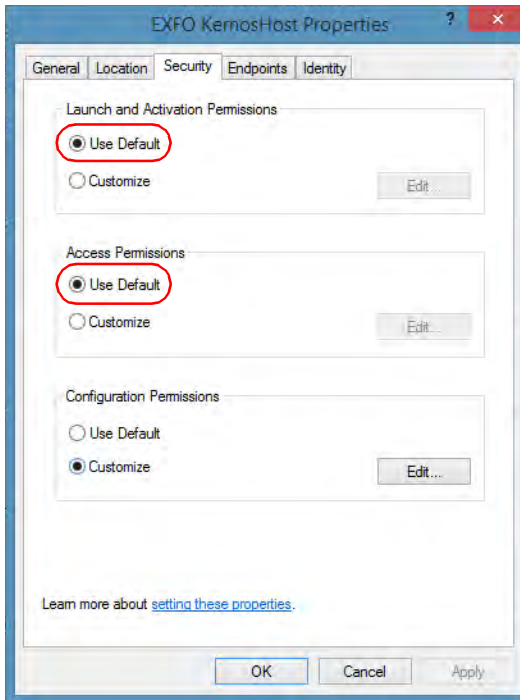 EXFO KernosHost Properties
? ×
General Location Security Endpoints Identity
Launch and Activation Permissions
Use Default
Customize
Edit...
Access Permissions
Use Default
Customize
Edit...
Configuration Permissions
Use Default
Customize
Edit...
Learn more about setting these properties.
OK Cancel Apply